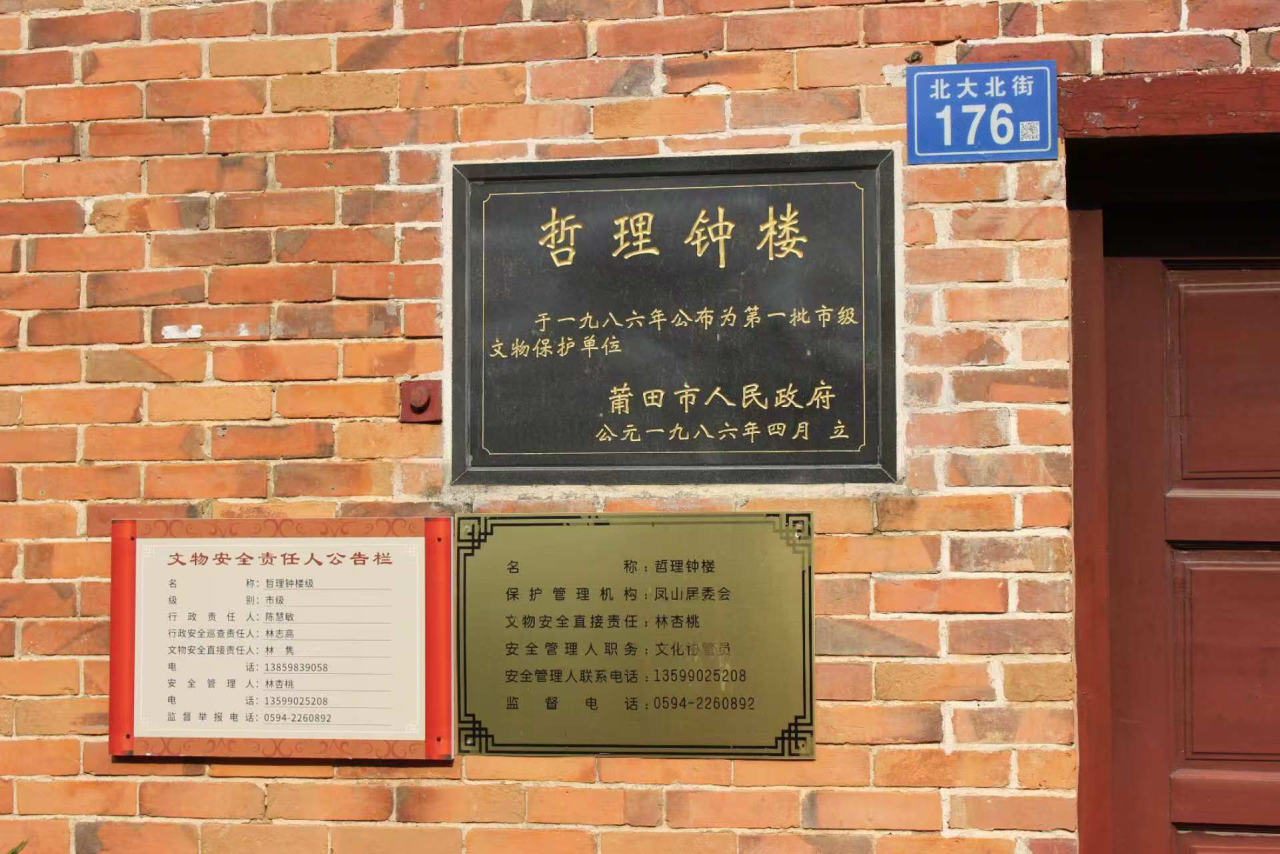 北大北街
176
哲理钟楼
于一九八六年公布为第一批市级
文物保护单位
莆田市人民政府
公元一九八六年四月 立
文物安全责任人公告栏
名称：哲理钟楼级
级别：市级
行政责任人：陈慧敏
行政安全巡查责任人：林志高
文物安全直接责任人：林隽
电话：13859839058
安全管理人：林杏桃
电话：13599025208
监督举报电话：0594-2260892
名称：哲理钟楼
保护管理机构：凤山居委会
文物安全直接责任：林杏桃
安全管理人职务：文化协管员
安全管理人联系电话：13599025208
监督电话：0594-2260892